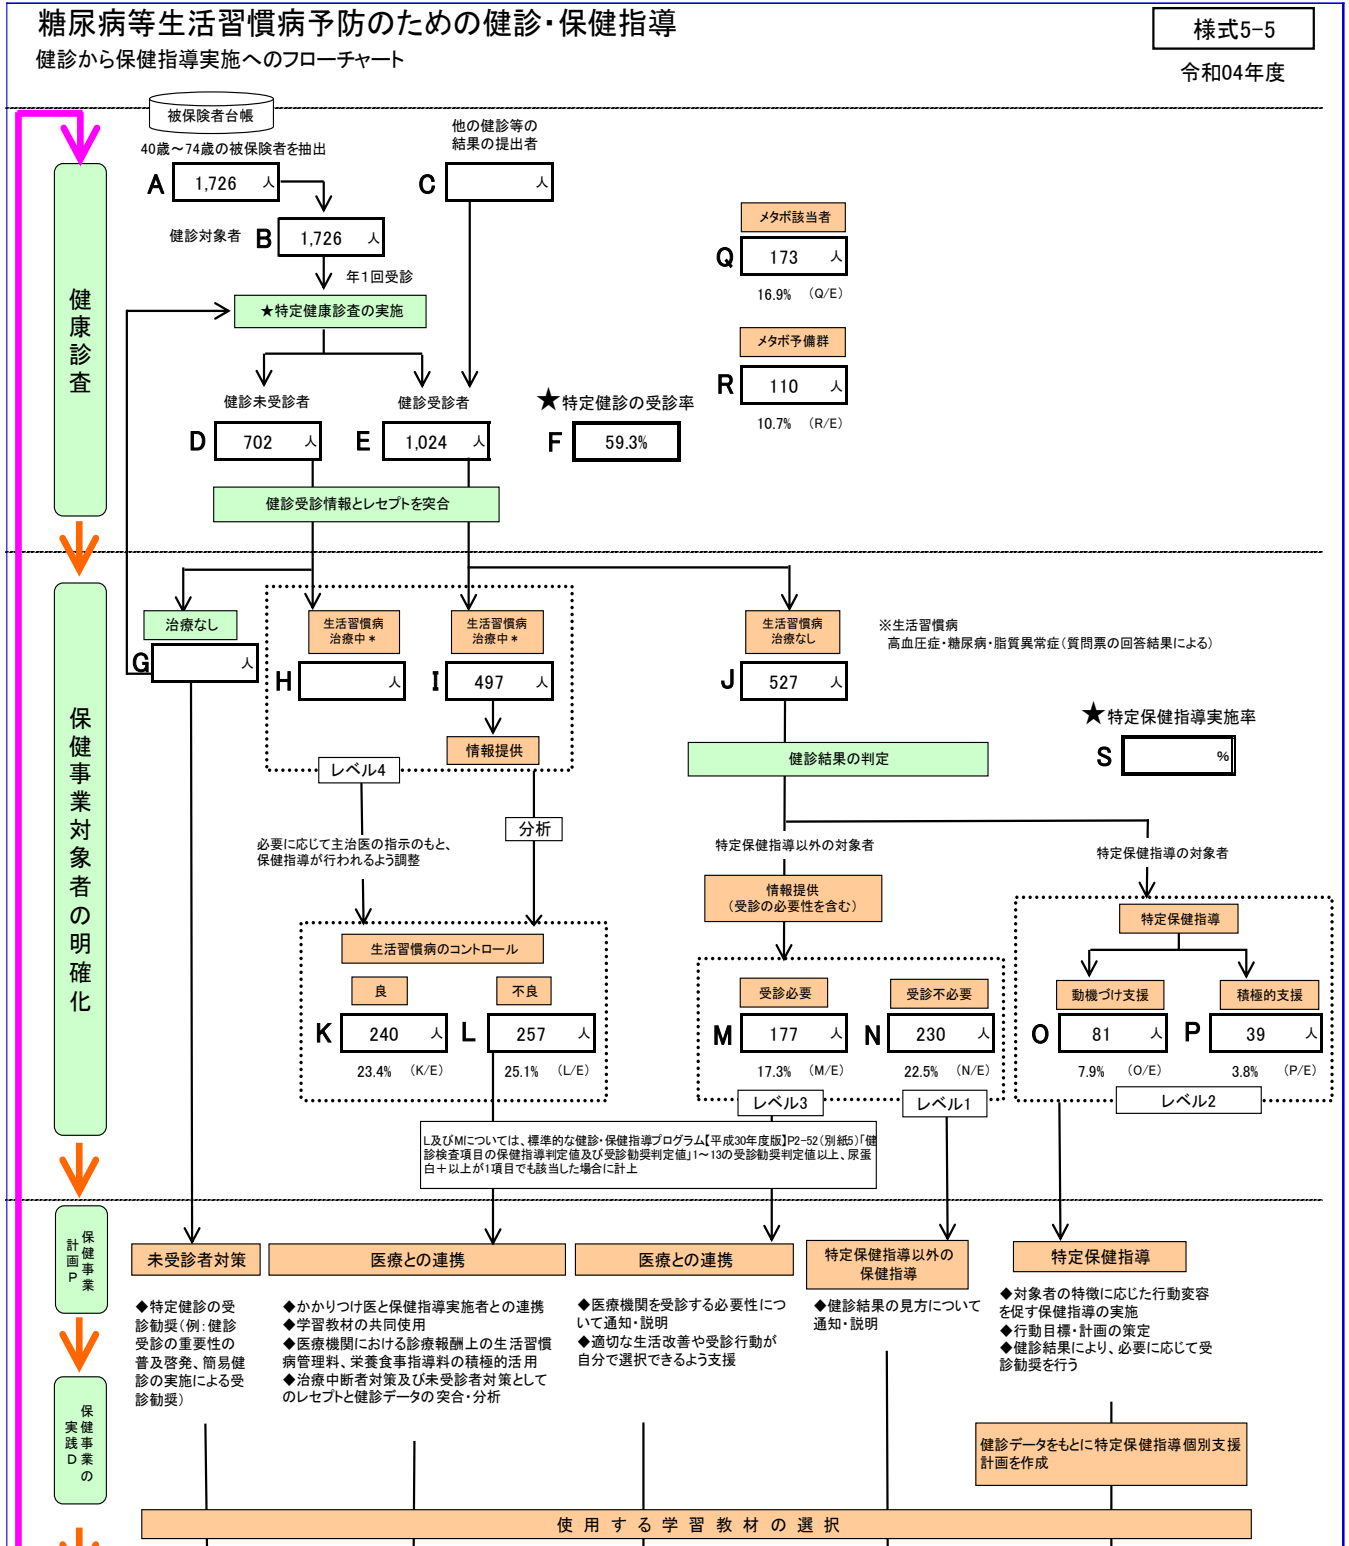 糖尿病等生活習慣病予防のための健診・保健指導
様式5-5
健診から保健指導実施へのフローチャート
令和04年度
被保険者台帳
他の健診等の
結果の提出者
40歳～74歳の被保険者を抽出
A 1,726 人
C 人
健診対象者 B 1,726 人
メタボ該当者
Q 173 人
16.9% (Q/E)
年1回受診
★特定健康診査の実施
メタボ予備群
R 110 人
10.7% (R/E)
健康診査
健診未受診者
健診受診者
★特定健診の受診率
D 702 人
E 1,024 人
F 59.3%
健診受診情報とレセプトを突合
治療なし
G 人
生活習慣病
治療中*
H 人
生活習慣病
治療中*
I 497 人
情報提供
生活習慣病
治療なし
J 527 人
※生活習慣病
高血圧症・糖尿病・脂質異常症(質問票の回答結果による)
保健事業対象者の明確化
★特定保健指導実施率
S %
健診結果の判定
レベル4
分析
必要に応じて主治医の指示のもと、
保健指導が行われるよう調整
特定保健指導以外の対象者
特定保健指導の対象者
情報提供
(受診の必要性を含む)
特定保健指導
生活習慣病のコントロール
良
不良
受診必要
受診不必要
動機づけ支援
積極的支援
K 240 人
L 257 人
M 177 人
N 230 人
O 81 人
P 39 人
23.4% (K/E)
25.1% (L/E)
17.3% (M/E)
22.5% (N/E)
7.9% (O/E)
3.8% (P/E)
レベル3
レベル1
レベル2
L及びMについては、標準的な健診・保健指導プログラム【平成30年度版】P2-52(別紙5)「健
診検査項目の保健指導判定値及び受診勧奨判定値」1～13の受診勧奨判定値以上、尿蛋
白+以上が1項目でも該当した場合に計上
保健事業
計画P
未受診者対策
医療との連携
医療との連携
特定保健指導以外の
保健指導
特定保健指導
◆特定健診の受
診勧奨(例:健診
受診の重要性の
普及啓発、簡易健
診の実施による受
診勧奨)
◆かかりつけ医と保健指導実施者との連携
◆学習教材の共同使用
◆医療機関における診療報酬上の生活習慣
病管理料、栄養食事指導料の積極的活用
◆治療中断者対策及び未受診者対策として
のレセプトと健診データの突合・分析
◆医療機関を受診する必要性につ
いて通知・説明
◆適切な生活改善や受診行動が
自分で選択できるよう支援
◆健診結果の見方について
通知・説明
◆対象者の特徴に応じた行動変容
を促す保健指導の実施
◆行動目標・計画の策定
◆健診結果により、必要に応じて受
診勧奨を行う
保健事業の
実践D
健診データをもとに特定保健指導個別支援
計画を作成
使用する学習教材の選択